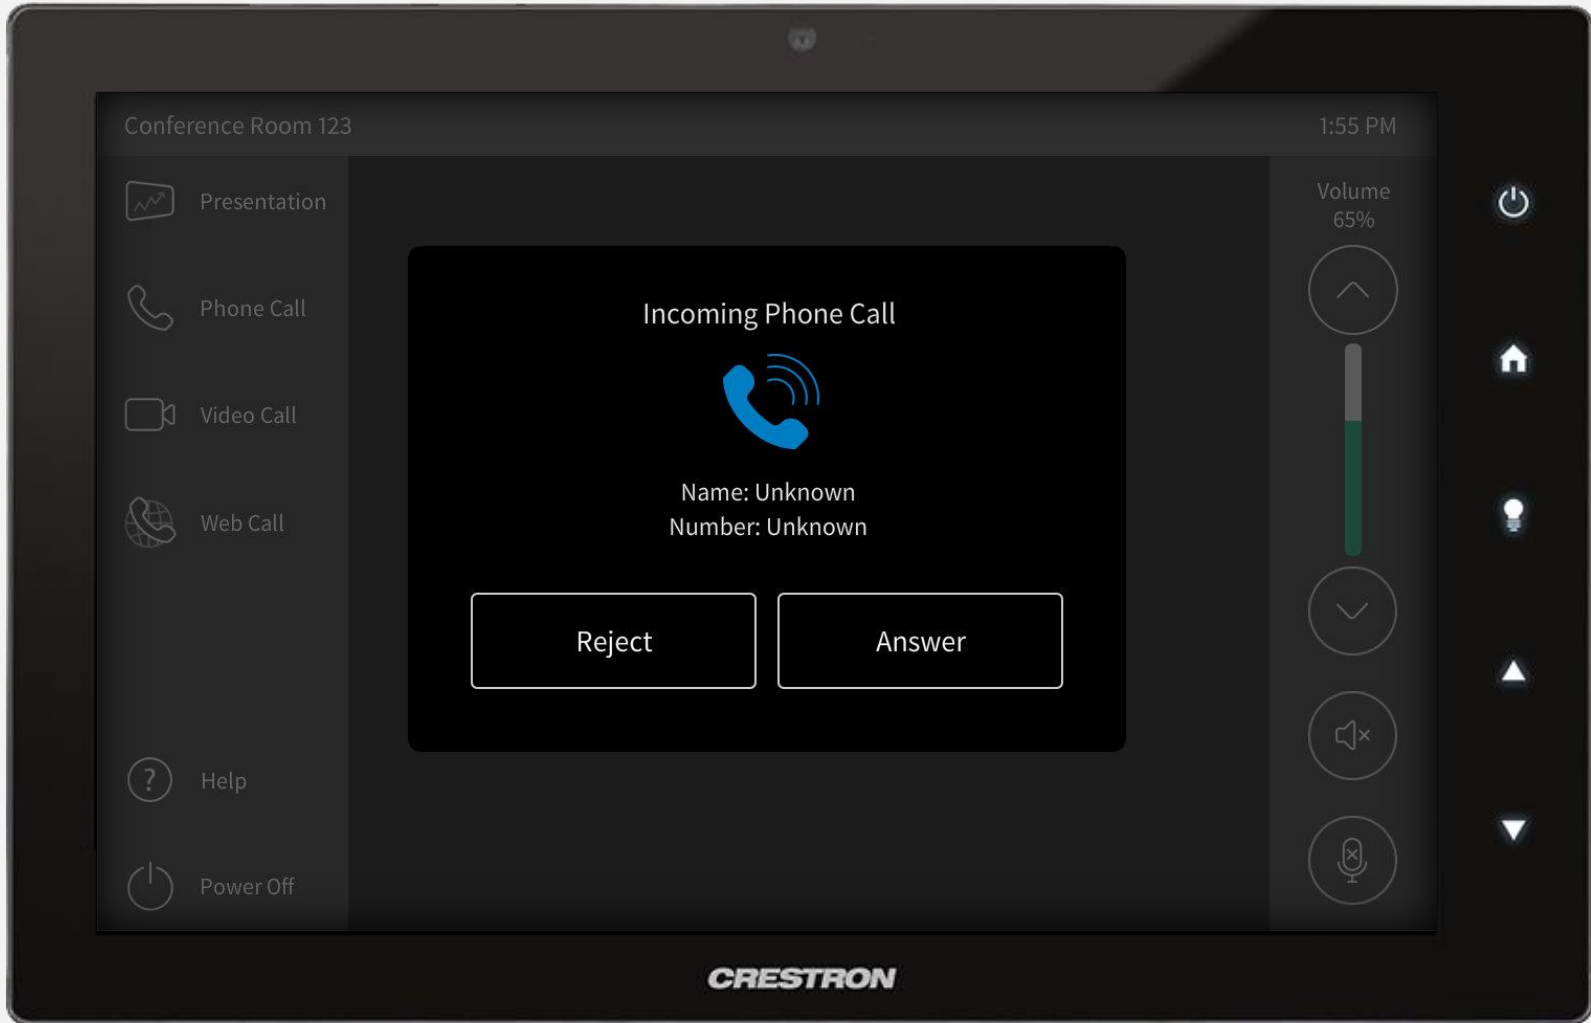 Conference Room 123
1:55 PM
Presentation
Phone Call
Video Call
Web Call
Help
Power Off
Incoming Phone Call
Name: Unknown
Number: Unknown
Reject
Answer
Volume
65%
CRESTRON